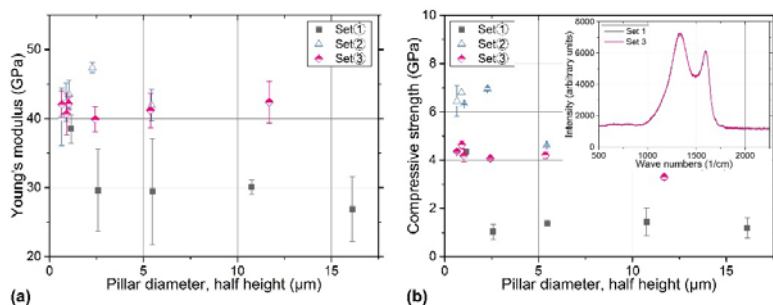 50
40
30
20
Young's modulus (GPa)
Set①
Set②
Set③
0 5 10 15
Pillar diameter, half height (μm)
(a)
10
8
6
4
2
0
Compressive strength (GPa)
Set①
Set②
Set③
0 5 10 15
Pillar diameter, half height (μm)
(b)
8000
6000
4000
2000
0
Intensity (arbitrary units)
Set 1
Set 3
500 1000 1500 2000
Wave numbers (1/cm)